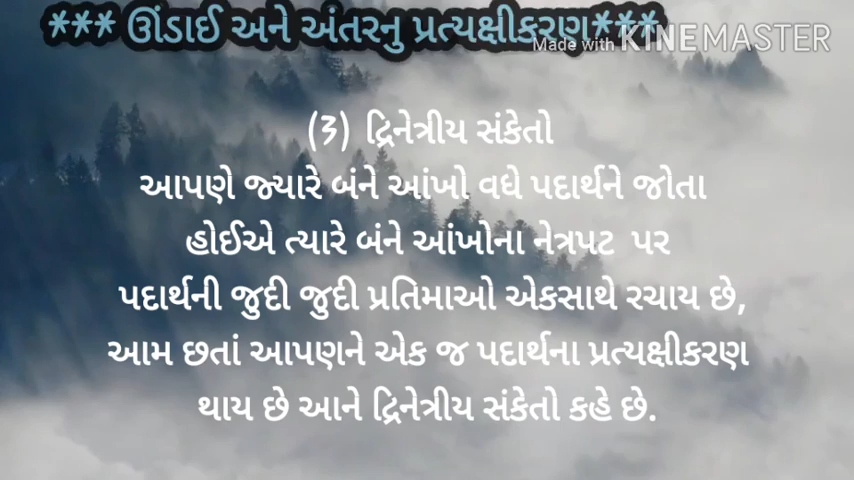 *** ઊંડાઈ અને અંતરનુ પ્રત્યક્ષીકરણ***
Made with KINEMASTER
(૩) દ્રિનેત્રીય સંકેતો
આપણે જ્યારે બંને આંખો વધે પદાર્થને જોતા
હોઈએ ત્યારે બંને આંખોના નેત્રપટ પર
પદાર્થની જુદી જુદી પ્રતિમાઓ એકસાથે રચાય છે,
આમ છતાં આપણને એક જ પદાર્થના પ્રત્યક્ષીકરણ
થાય છે આને દ્રિનેત્રીય સંકેતો કહે છે.